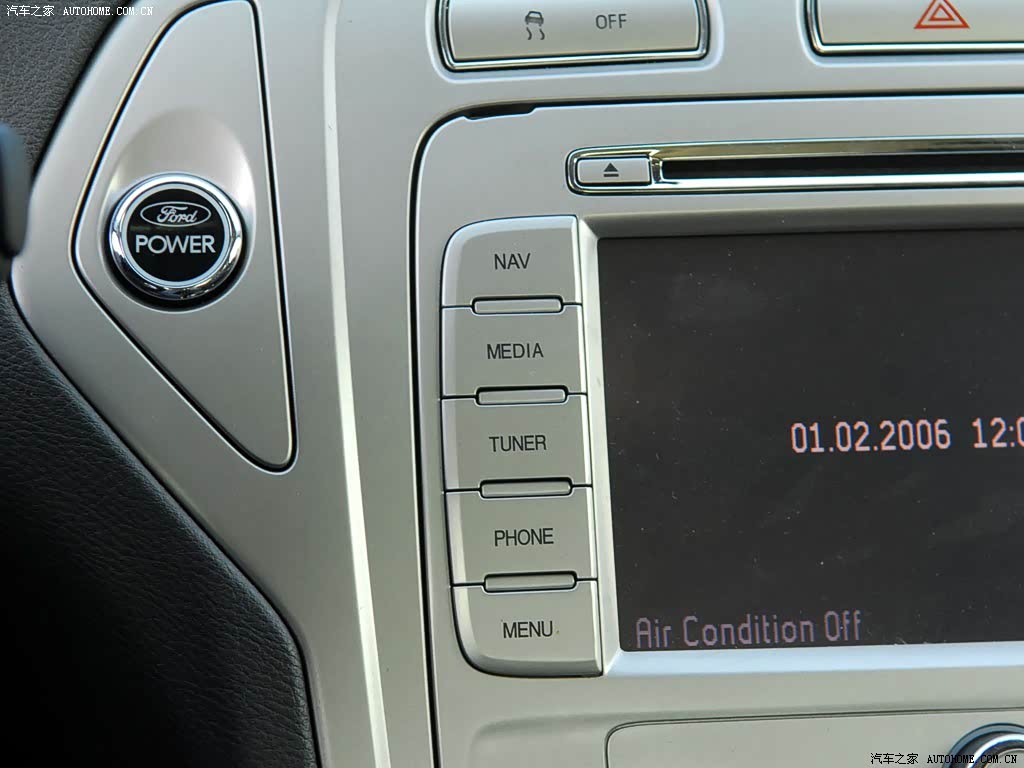 汽车之家 AUTOHOME.COM.CN
OFF
Ford
POWER
NAV
MEDIA
TUNER
PHONE
MENU
01.02.2006 12:0
Air Condition Off
汽车之家 AUTOHOME.COM.CN